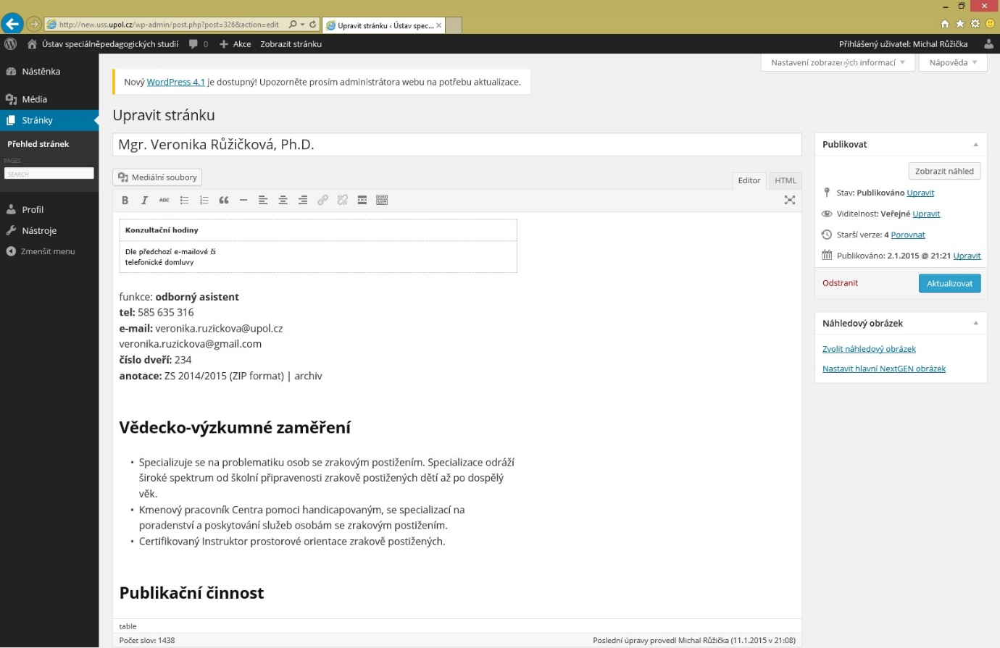 http://new.uss.upol.cz/wp-admin/post.php?post=326&action=edit
Upravit stránku ‹ Ústav spec...
Ústav speciálněpedagogických studií 0 + Akce Zobrazit stránku Přihlášený uživatel: Michal Růžička
Nastavení zobrazených informací Nápověda
Nástěnka
Média
Stránky
Přehled stránek
PAGES
SEARCH
Profil
Nástroje
Zmenšit menu
Nový WordPress 4.1 je dostupný! Upozorněte prosím administrátora webu na potřebu aktualizace.
Upravit stránku
Mgr. Veronika Růžičková, Ph.D.
Mediální soubory
Editor HTML
B I ABC
Konzultační hodiny
Dle předchozí e-mailové či
telefonické domluvy
funkce: odborný asistent
tel: 585 635 316
e-mail: veronika.ruzickova@upol.cz
veronika.ruzickova@gmail.com
číslo dveří: 234
anotace: ZS 2014/2015 (ZIP format) | archiv
Vědecko-výzkumné zaměření
• Specializuje se na problematiku osob se zrakovým postižením. Specializace odráží
široké spektrum od školní připravenosti zrakově postižených dětí až po dospělý
věk.
• Kmenový pracovník Centra pomoci handicapovaným, se specializací na
poradenství a poskytování služeb osobám se zrakovým postižením.
• Certifikovaný Instruktor prostorové orientace zrakově postižených.
Publikační činnost
table
Počet slov: 1438 Poslední úpravy provedl Michal Růžička (11.1.2015 v 21:08)
Publikovat
Zobrazit náhled
Stav: Publikováno Upravit
Viditelnost: Veřejné Upravit
Starší verze: 4 Porovnat
Publikováno: 2.1.2015 @ 21:21 Upravit
Odstranit Aktualizovat
Náhledový obrázek
Zvolit náhledový obrázek
Nastavit hlavní NextGEN obrázek